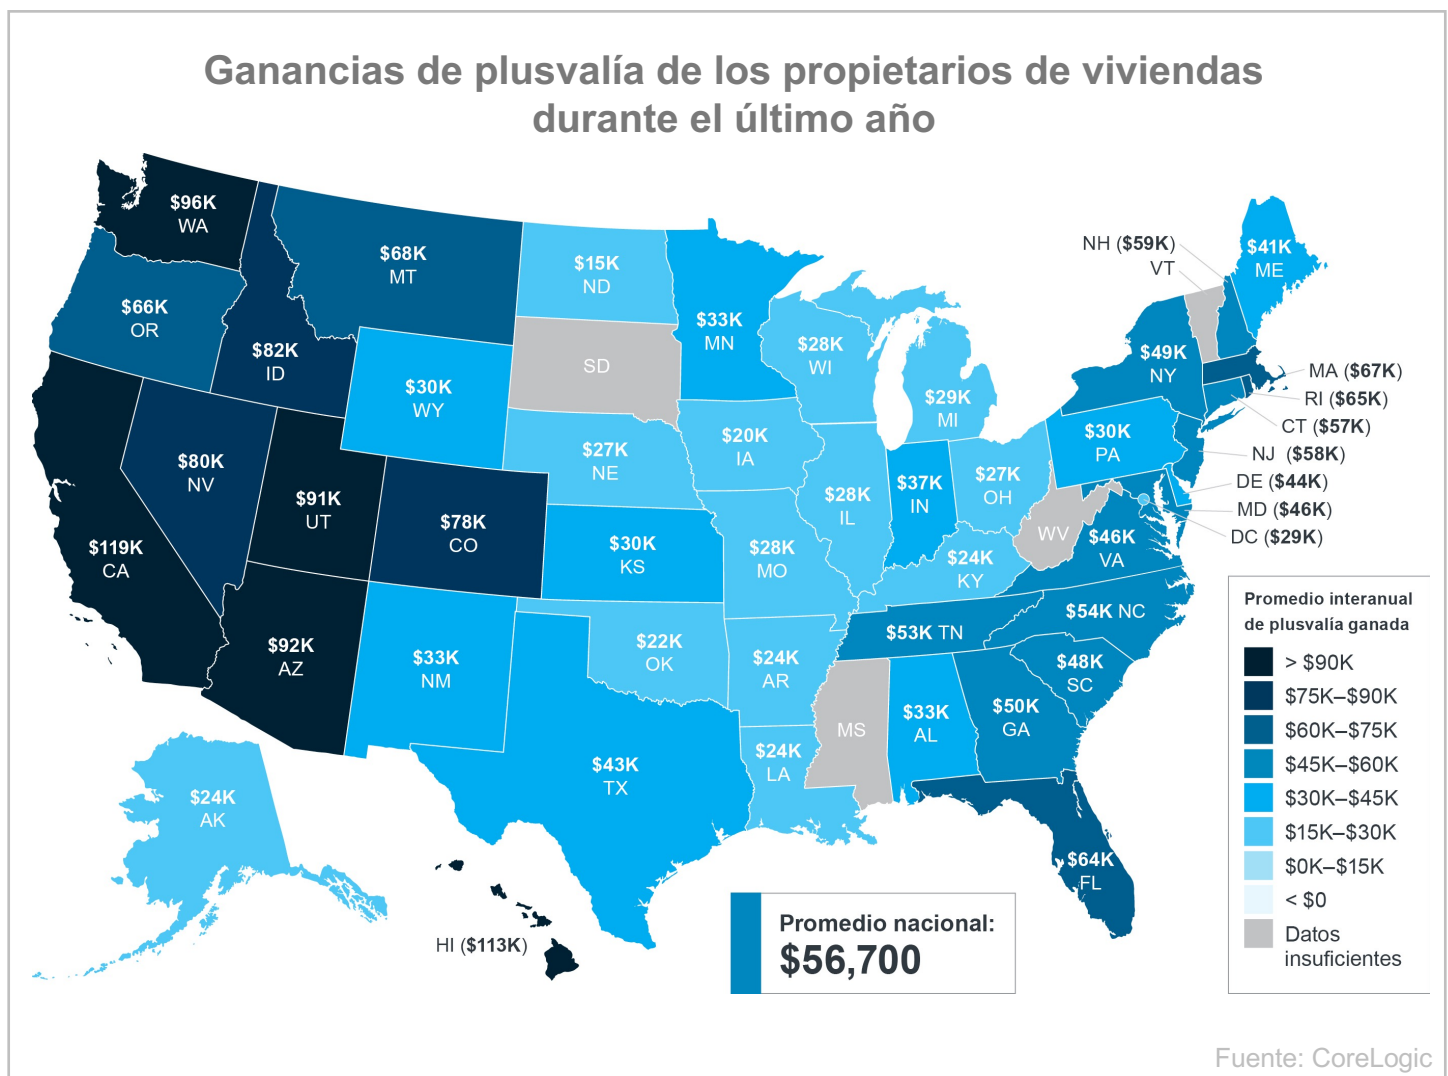 Ganancias de plusvalía de los propietarios de viviendas
durante el último año
$96K
WA
$68K
MT
$15K
ND
$33K
MN
$66K
OR
$82K
ID
$30K
WY
SD
$28K
WI
$29K
MI
$49K
NY
NH ($59K)
VT
$41K
ME
MA ($67K)
RI ($65K)
CT ($57K)
NJ ($58K)
DE ($44K)
MD ($46K)
DC ($29K)
$80K
NV
$91K
UT
$78K
CO
$27K
NE
$20K
IA
$28K
IL
$37K
IN
$27K
OH
$30K
PA
WV
$46K
VA
$119K
CA
$30K
KS
$28K
MO
$24K
KY
$54K NC
$53K TN
$92K
AZ
$33K
NM
$22K
OK
$24K
AR
$48K
SC
MS
$33K
AL
$50K
GA
$43K
TX
$24K
LA
$64K
FL
$24K
AK
HI ($113K)
Promedio nacional:
$56,700
Promedio interanual
de plusvalía ganada
> $90K
$75K–$90K
$60K–$75K
$45K–$60K
$30K–$45K
$15K–$30K
$0K–$15K
< $0
Datos
insuficientes
Fuente: CoreLogic